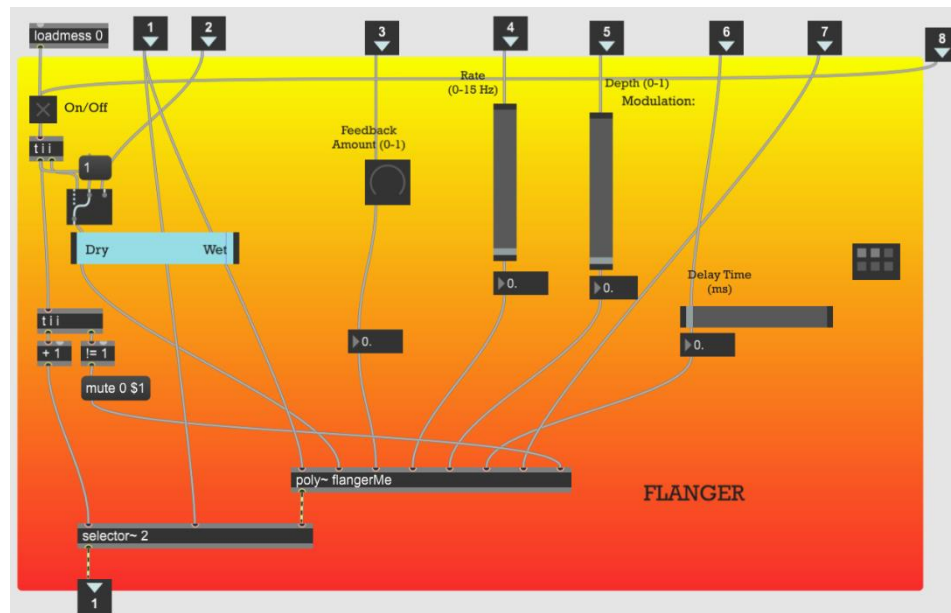 loadmess 0
1
2
3
4
5
6
7
8
On/Off
Rate
(0-15 Hz)
Depth (0-1)
Modulation:
Feedback
Amount (0-1)
t i i
1
Dry
Wet
0.
0.
Delay Time
(ms)
t i i
0.
0.
+ 1
!= 1
mute 0 $1
poly~ flangerMe
FLANGER
selector~ 2
1